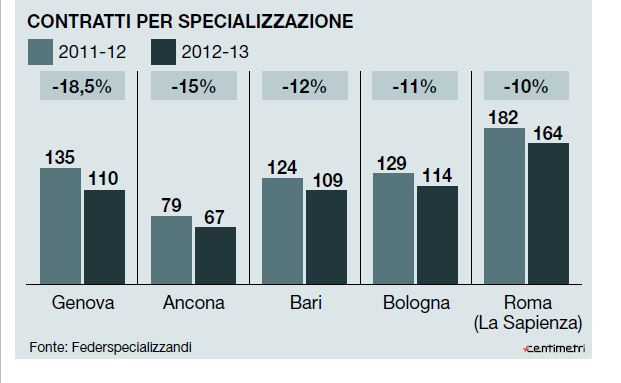 CONTRATTI PER SPECIALIZZAZIONE
2011-12 2012-13
-18,5% -15% -12% -11% -10%
135 110 79 67 124 109 129 114 182 164
Genova Ancona Bari Bologna Roma
(La Sapienza)
Fonte: Federspecializzandi centimetri